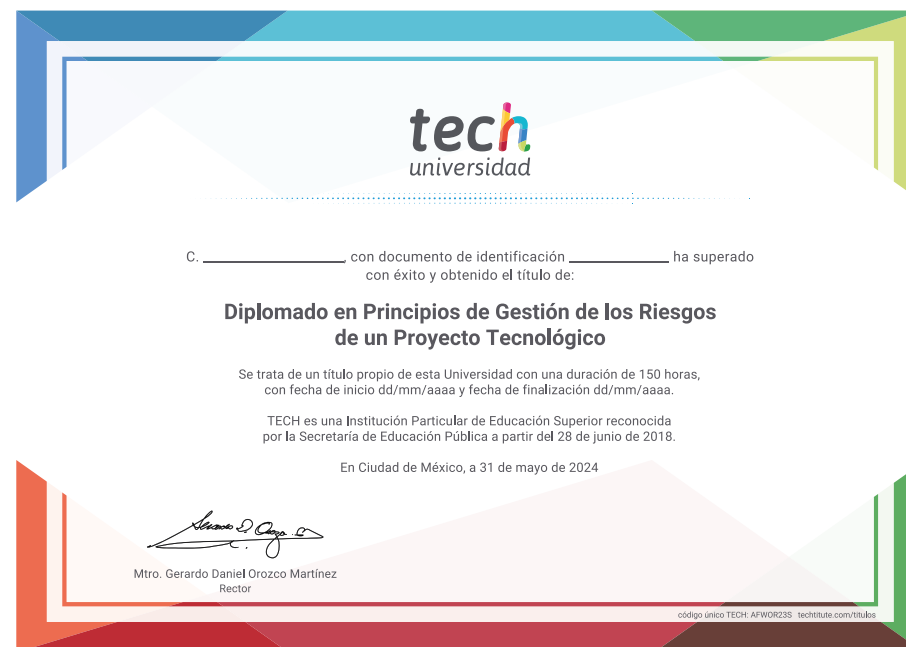 tech
universidad
C. ____________________, con documento de identificación ______________ ha superado
con éxito y obtenido el título de:
Diplomado en Principios de Gestión de los Riesgos
de un Proyecto Tecnológico
Se trata de un título propio de esta Universidad con una duración de 150 horas,
con fecha de inicio dd/mm/aaaa y fecha de finalización dd/mm/aaaa.
TECH es una Institución Particular de Educación Superior reconocida
por la Secretaría de Educación Pública a partir del 28 de junio de 2018.
En Ciudad de México, a 31 de mayo de 2024
Mtro. Gerardo Daniel Orozco Martínez
Rector
código único TECH: AFWOR23S techtitute.com/titulos